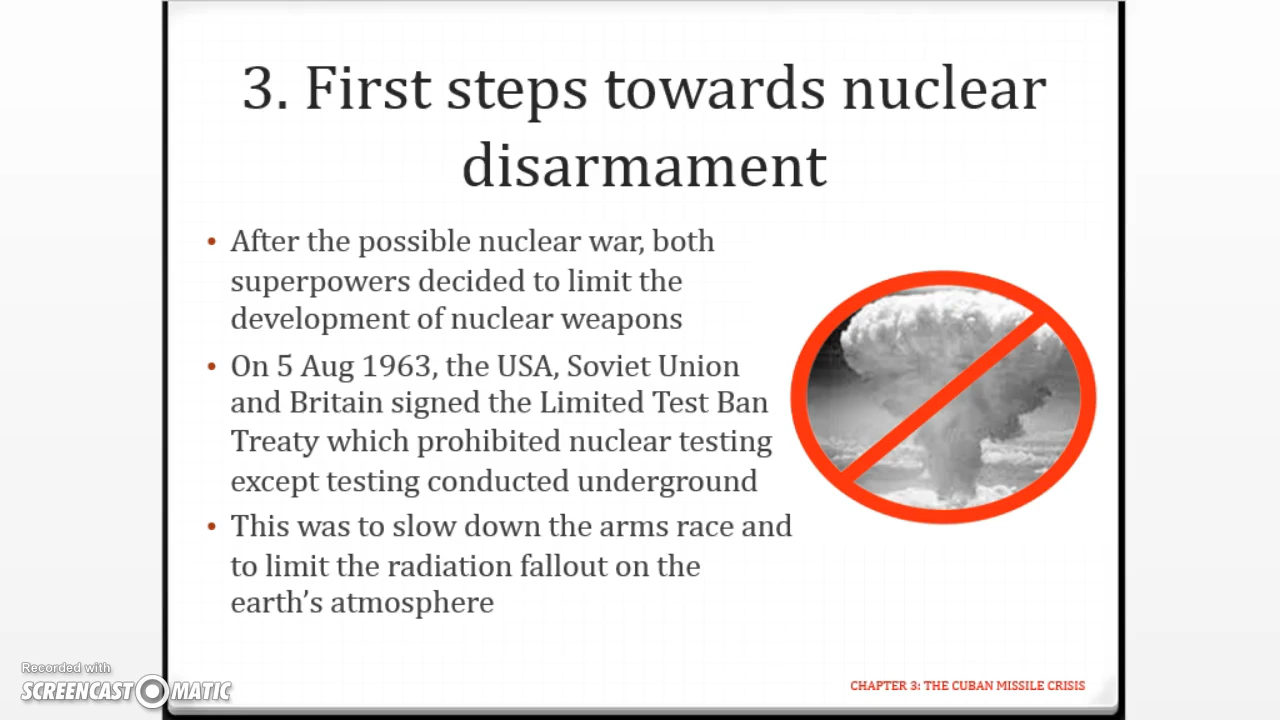 3. First steps towards nuclear
disarmament
• After the possible nuclear war, both
superpowers decided to limit the
development of nuclear weapons
• On 5 Aug 1963, the USA, Soviet Union
and Britain signed the Limited Test Ban
Treaty which prohibited nuclear testing
except testing conducted underground
• This was to slow down the arms race and
to limit the radiation fallout on the
earth’s atmosphere
CHAPTER 3: THE CUBAN MISSILE CRISIS
Recorded with
SCREENCAST-O-MATIC